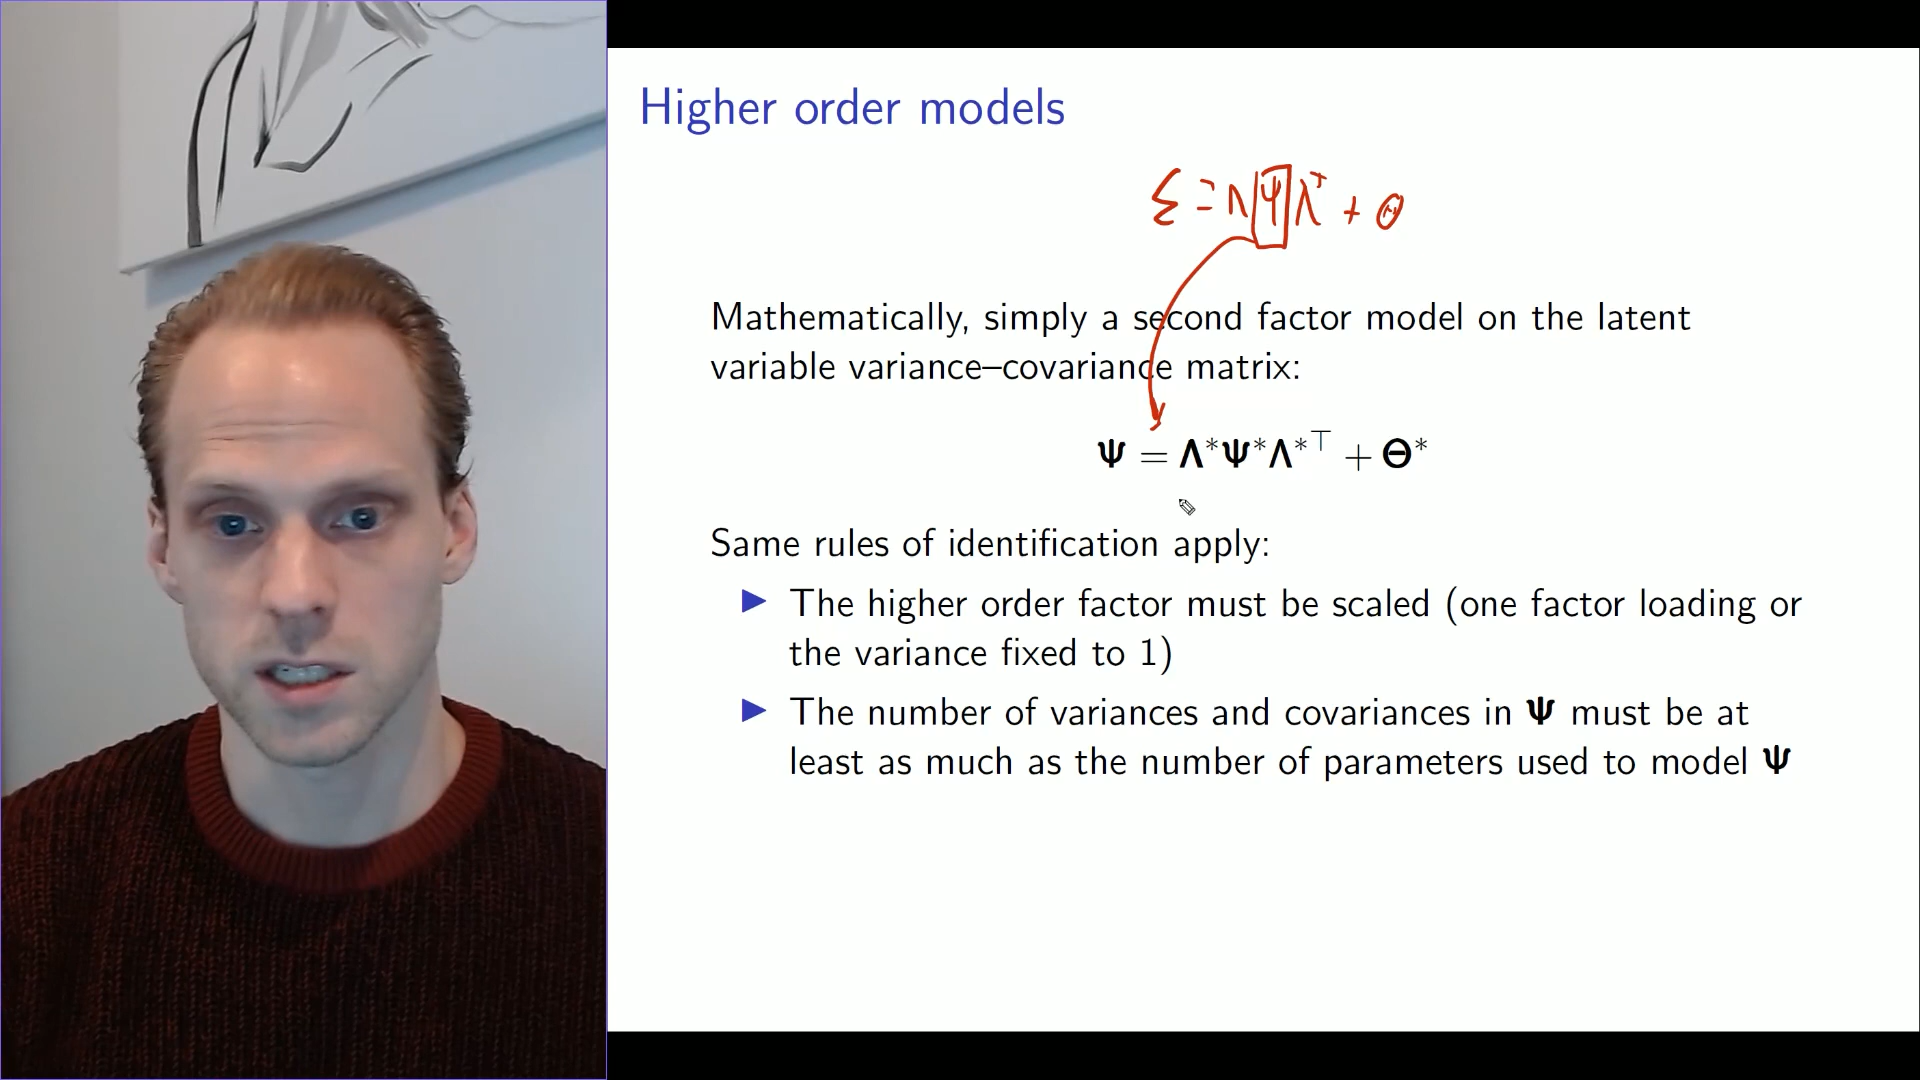 Higher order models
Σ = Λ Ψ Λ⊤ + Θ
Mathematically, simply a second factor model on the latent
variable variance–covariance matrix:
Ψ = Λ*Ψ*Λ*⊤ + Θ*
Same rules of identification apply:
▶ The higher order factor must be scaled (one factor loading or
the variance fixed to 1)
▶ The number of variances and covariances in Ψ must be at
least as much as the number of parameters used to model Ψ